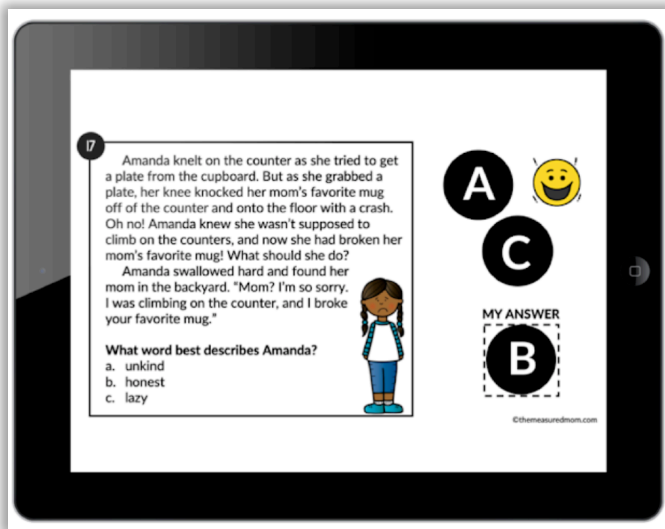 17
Amanda knelt on the counter as she tried to get
a plate from the cupboard. But as she grabbed a
plate, her knee knocked her mom's favorite mug
off of the counter and onto the floor with a crash.
Oh no! Amanda knew she wasn't supposed to
climb on the counters, and now she had broken her
mom's favorite mug! What should she do?
Amanda swallowed hard and found her
mom in the backyard. "Mom? I'm so sorry.
I was climbing on the counter, and I broke
your favorite mug."
What word best describes Amanda?
a. unkind
b. honest
c. lazy
A
C
MY ANSWER
B
©themeasuredmom.com